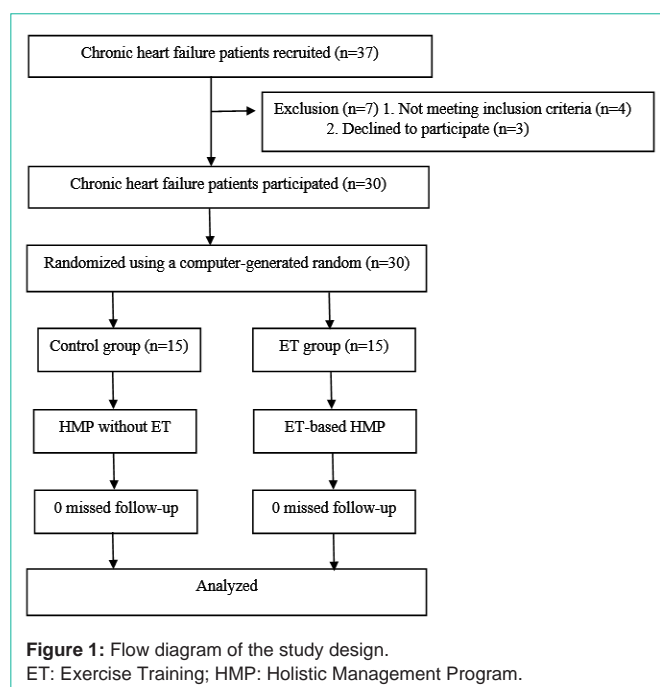 Chronic heart failure patients recruited (n=37)
Exclusion (n=7) 1. Not meeting inclusion criteria (n=4)
2. Declined to participate (n=3)
Chronic heart failure patients participated (n=30)
Randomized using a computer-generated random (n=30)
Control group (n=15)
ET group (n=15)
HMP without ET
ET-based HMP
0 missed follow-up
0 missed follow-up
Analyzed
Figure 1: Flow diagram of the study design.
ET: Exercise Training; HMP: Holistic Management Program.